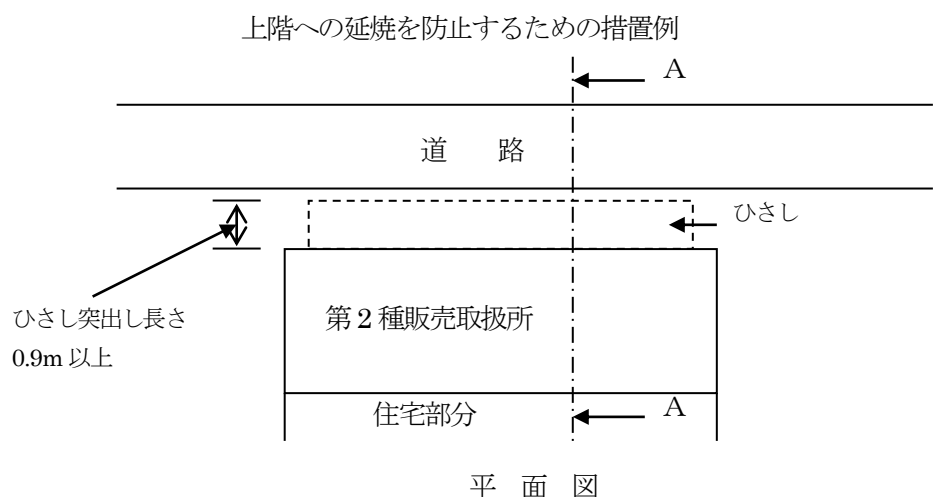 上階への延焼を防止するための措置例
A
道　路
ひさし
ひさし突出し長さ
0.9m 以上
第２種販売取扱所
住宅部分
A
平　面　図